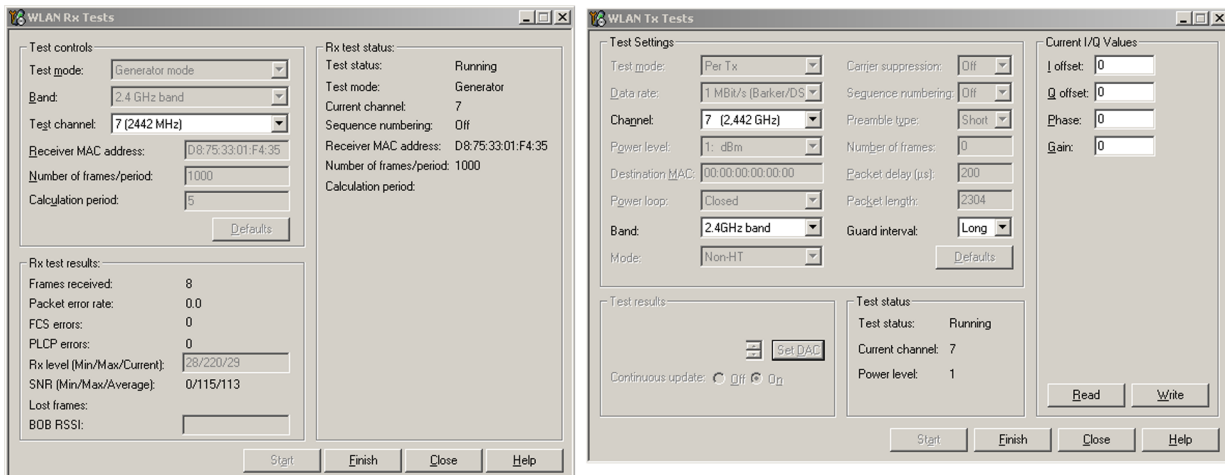 WLAN Rx Tests
Test controls
Test mode: Generator mode
Band: 2.4 GHz band
Test channel: 7 (2442 MHz)
Receiver MAC address: D8:75:33:01:F4:35
Number of frames/period: 1000
Calculation period: 5
Defaults
Rx test results:
Frames received: 8
Packet error rate: 0.0
FCS errors: 0
PLCP errors: 0
Rx level (Min/Max/Current): 28/220/29
SNR (Min/Max/Average): 0/115/113
Lost frames:
BOB RSSI:
Rx test status:
Test status: Running
Test mode: Generator
Current channel: 7
Sequence numbering: Off
Receiver MAC address: D8:75:33:01:F4:35
Number of frames/period: 1000
Calculation period:
Start Finish Close Help
WLAN Tx Tests
Test Settings
Test mode: Per Tx
Data rate: 1 MBit/s (Barker/DS
Channel: 7 (2,442 GHz)
Power level: 1: dBm
Destination MAC: 00:00:00:00:00:00
Power loop: Closed
Band: 2.4GHz band
Mode: Non-HT
Carrier suppression: Off
Sequence numbering: Off
Preamble type: Short
Number of frames: 0
Packet delay (µs): 200
Packet length: 2304
Guard interval: Long
Defaults
Test results
Set DAC
Continuous update: Off On
Test status
Test status: Running
Current channel: 7
Power level: 1
Current I/Q Values
I offset: 0
Q offset: 0
Phase: 0
Gain: 0
Read Write
Start Finish Close Help